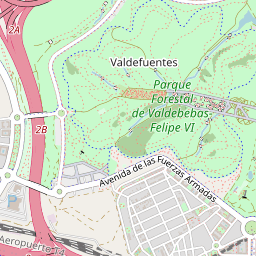 2A
Valdefuentes
Parque
Forestal
de Valdebebas
Felipe VI
2B
Avenida de las Fuerzas Armadas
Aeropuerto T4